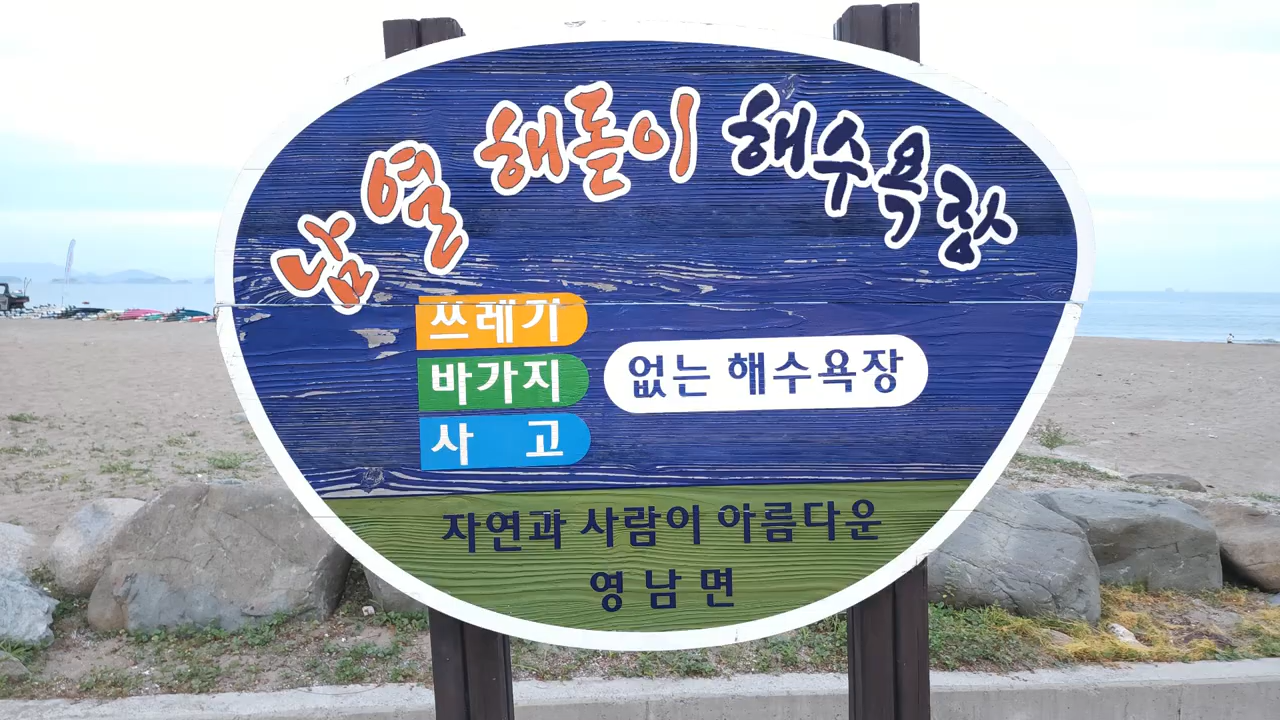 남열 해돋이 해수욕장
쓰레기
바가지
사 고
없는 해수욕장
자연과 사람이 아름다운
영남면